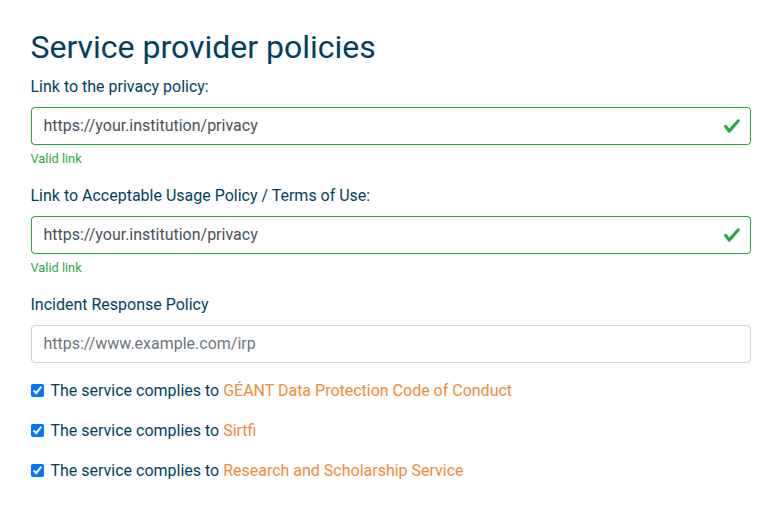 Service provider policies
Link to the privacy policy:
https://your.institution/privacy
Valid link
Link to Acceptable Usage Policy / Terms of Use:
https://your.institution/privacy
Valid link
Incident Response Policy
https://www.example.com/irp
The service complies to GÉANT Data Protection Code of Conduct
The service complies to Sirtfi
The service complies to Research and Scholarship Service